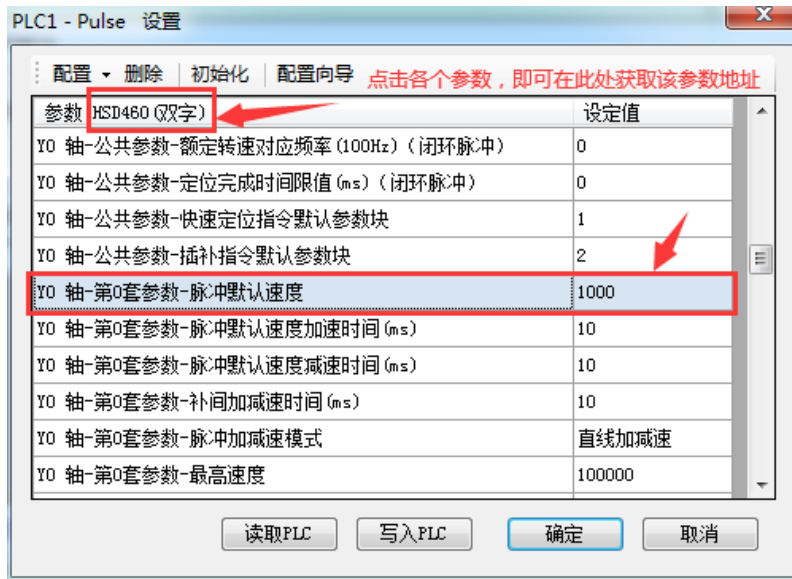 PLC1 - Pulse 设置
配置 删除 初始化 配置向导 点击各个参数，即可在此处获取该参数地址
参数 HSD460(双字) 设定值
Y0 轴-公共参数-额定转速对应频率(100Hz)(闭环脉冲) 0
Y0 轴-公共参数-定位完成时间限值(ms)(闭环脉冲) 0
Y0 轴-公共参数-快速定位指令默认参数块 1
Y0 轴-公共参数-插补指令默认参数块 2
Y0 轴-第0套参数-脉冲默认速度 1000
Y0 轴-第0套参数-脉冲默认速度加速时间(ms) 10
Y0 轴-第0套参数-脉冲默认速度减速时间(ms) 10
Y0 轴-第0套参数-补间加减速时间(ms) 10
Y0 轴-第0套参数-脉冲加减速模式 直线加减速
Y0 轴-第0套参数-最高速度 100000
读取PLC 写入PLC 确定 取消